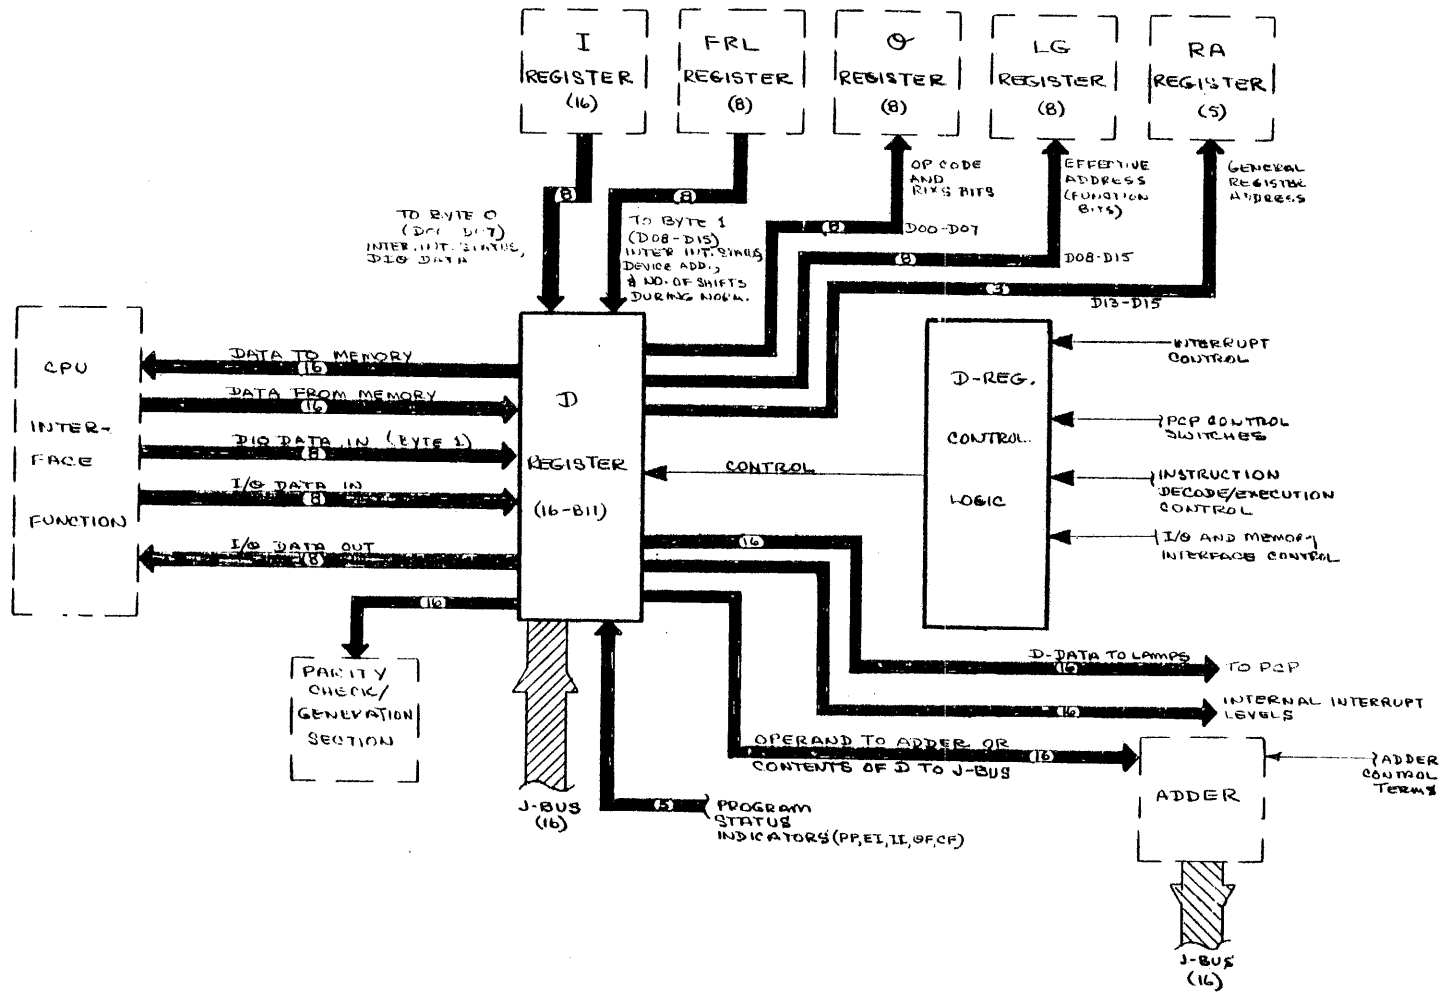 I
REGISTER
(16)
FRL
REGISTER
(8)
O
REGISTER
(8)
LG
REGISTER
(8)
RA
REGISTER
(5)
8
8
TO BYTE 0
INTER. INT. STATUS,
DIO DATA
TO BYTE 1
(D08-D15)
INTER INT. STATUS,
DEVICE ADD.,
& NO. OF SHIFTS
DURING NORM.
OP CODE
AND
RIXS BITS
8
D00-D07
EFFECTIVE
ADDRESS
(FUNCTION
BITS)
8
D08-D15
GENERAL
REGISTER
ADDRESS
3
D13-D15
CPU
INTER-
FACE
FUNCTION
DATA TO MEMORY
16
DATA FROM MEMORY
16
DIO DATA IN (BYTE 1)
8
I/O DATA IN
8
I/O DATA OUT
8
D
REGISTER
(16-BIT)
CONTROL
D-REG.
CONTROL
LOGIC
INTERRUPT
CONTROL
PCP CONTROL
SWITCHES
INSTRUCTION
DECODE/EXECUTION
CONTROL
I/O AND MEMORY
INTERFACE CONTROL
16
PARITY
CHECK/
GENERATION
SECTION
16
D-DATA TO LAMPS
16
TO PCP
16
INTERNAL INTERRUPT
LEVELS
OPERAND TO ADDER OR
16
CONTENTS OF D TO J-BUS
J-BUS
(16)
5
PROGRAM
STATUS
INDICATORS (PP,EI,II,OF,CF)
ADDER
ADDER
CONTROL
TERMS
J-BUS
(16)